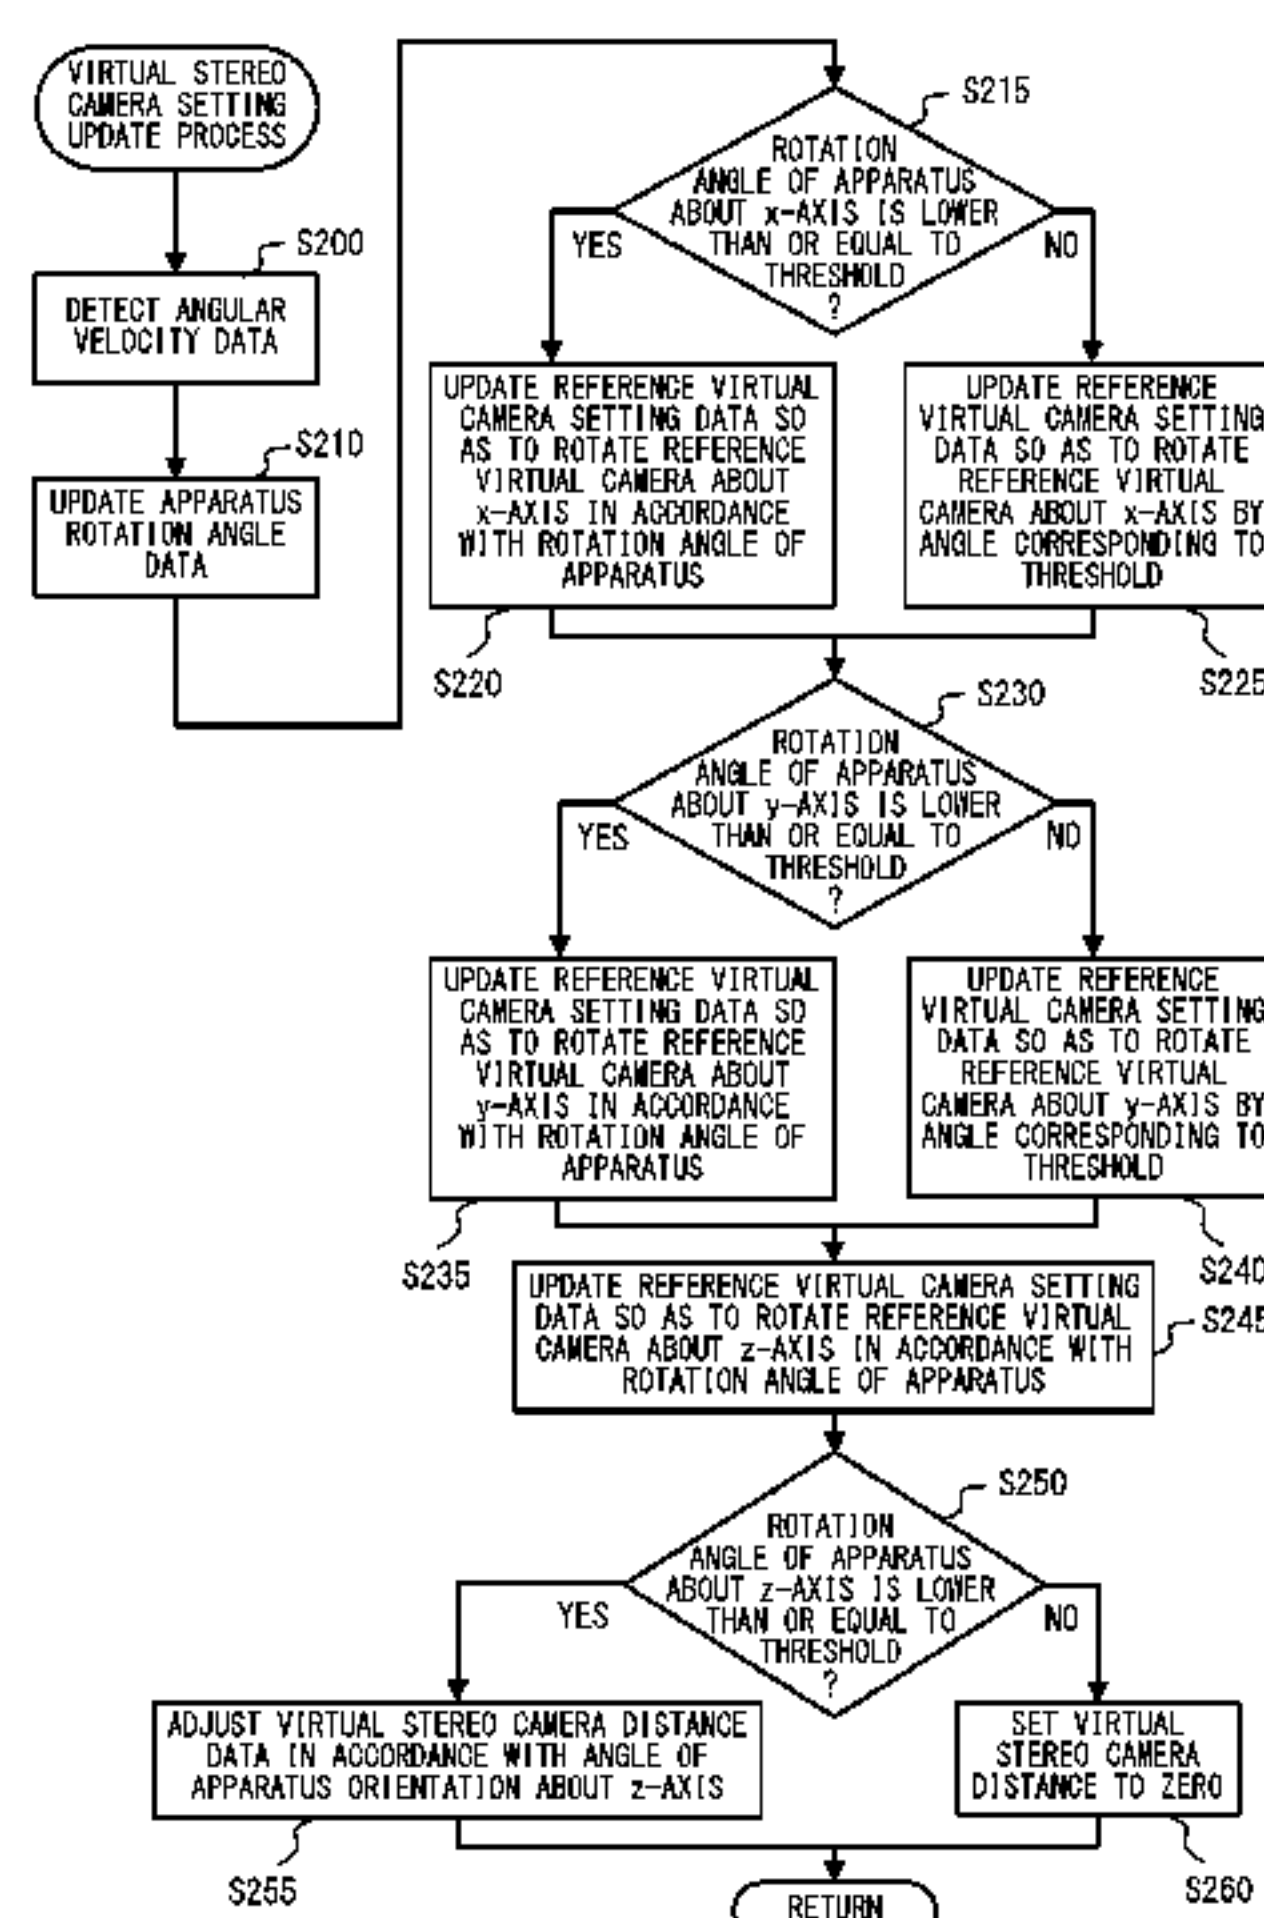 VIRTUAL STEREO
CAMERA SETTING
UPDATE PROCESS
S200
DETECT ANGULAR
VELOCITY DATA
S210
UPDATE APPARATUS
ROTATION ANGLE
DATA
S215
ROTATION
ANGLE OF APPARATUS
ABOUT x-AXIS IS LOWER
THAN OR EQUAL TO
THRESHOLD
?
YES
NO
UPDATE REFERENCE VIRTUAL
CAMERA SETTING DATA SO
AS TO ROTATE REFERENCE
VIRTUAL CAMERA ABOUT
x-AXIS IN ACCORDANCE
WITH ROTATION ANGLE OF
APPARATUS
S220
UPDATE REFERENCE
VIRTUAL CAMERA SETTING
DATA SO AS TO ROTATE
REFERENCE VIRTUAL
CAMERA ABOUT x-AXIS BY
ANGLE CORRESPONDING TO
THRESHOLD
S225
S230
ROTATION
ANGLE OF APPARATUS
ABOUT y-AXIS IS LOWER
THAN OR EQUAL TO
THRESHOLD
?
YES
NO
UPDATE REFERENCE VIRTUAL
CAMERA SETTING DATA SO
AS TO ROTATE REFERENCE
VIRTUAL CAMERA ABOUT
y-AXIS IN ACCORDANCE
WITH ROTATION ANGLE OF
APPARATUS
S235
UPDATE REFERENCE
VIRTUAL CAMERA SETTING
DATA SO AS TO ROTATE
REFERENCE VIRTUAL
CAMERA ABOUT y-AXIS BY
ANGLE CORRESPONDING TO
THRESHOLD
S240
UPDATE REFERENCE VIRTUAL CAMERA SETTING
DATA SO AS TO ROTATE REFERENCE VIRTUAL
CAMERA ABOUT z-AXIS IN ACCORDANCE WITH
ROTATION ANGLE OF APPARATUS
S245
S250
ROTATION
ANGLE OF APPARATUS
ABOUT z-AXIS IS LOWER
THAN OR EQUAL TO
THRESHOLD
?
YES
NO
ADJUST VIRTUAL STEREO CAMERA DISTANCE
DATA IN ACCORDANCE WITH ANGLE OF
APPARATUS ORIENTATION ABOUT z-AXIS
S255
SET VIRTUAL
STEREO CAMERA
DISTANCE TO ZERO
S260
RETURN